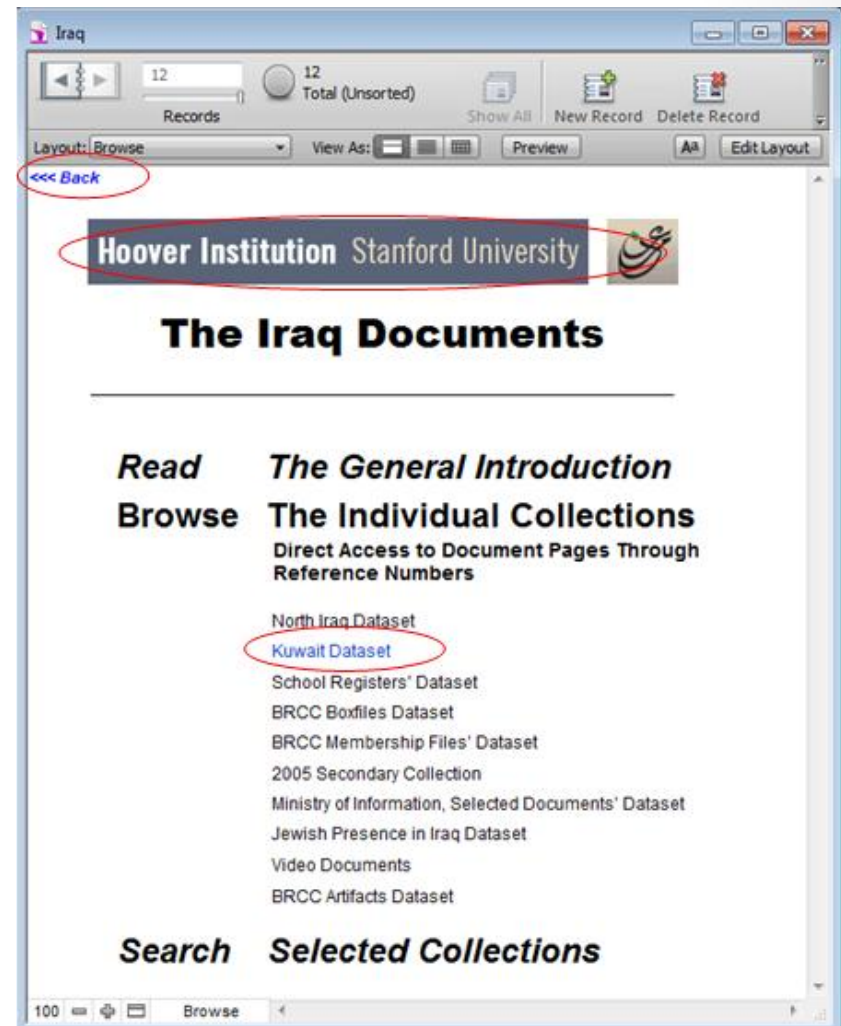 Iraq
12
12
Total (Unsorted)
Records
Show All
New Record
Delete Record
Layout: Browse
View As:
Preview
Aa
Edit Layout
<<< Back
Hoover Institution Stanford University
The Iraq Documents
Read The General Introduction
Browse The Individual Collections
Direct Access to Document Pages Through
Reference Numbers
North Iraq Dataset
Kuwait Dataset
School Registers' Dataset
BRCC Boxfiles Dataset
BRCC Membership Files' Dataset
2005 Secondary Collection
Ministry of Information, Selected Documents' Dataset
Jewish Presence in Iraq Dataset
Video Documents
BRCC Artifacts Dataset
Search Selected Collections
100
Browse